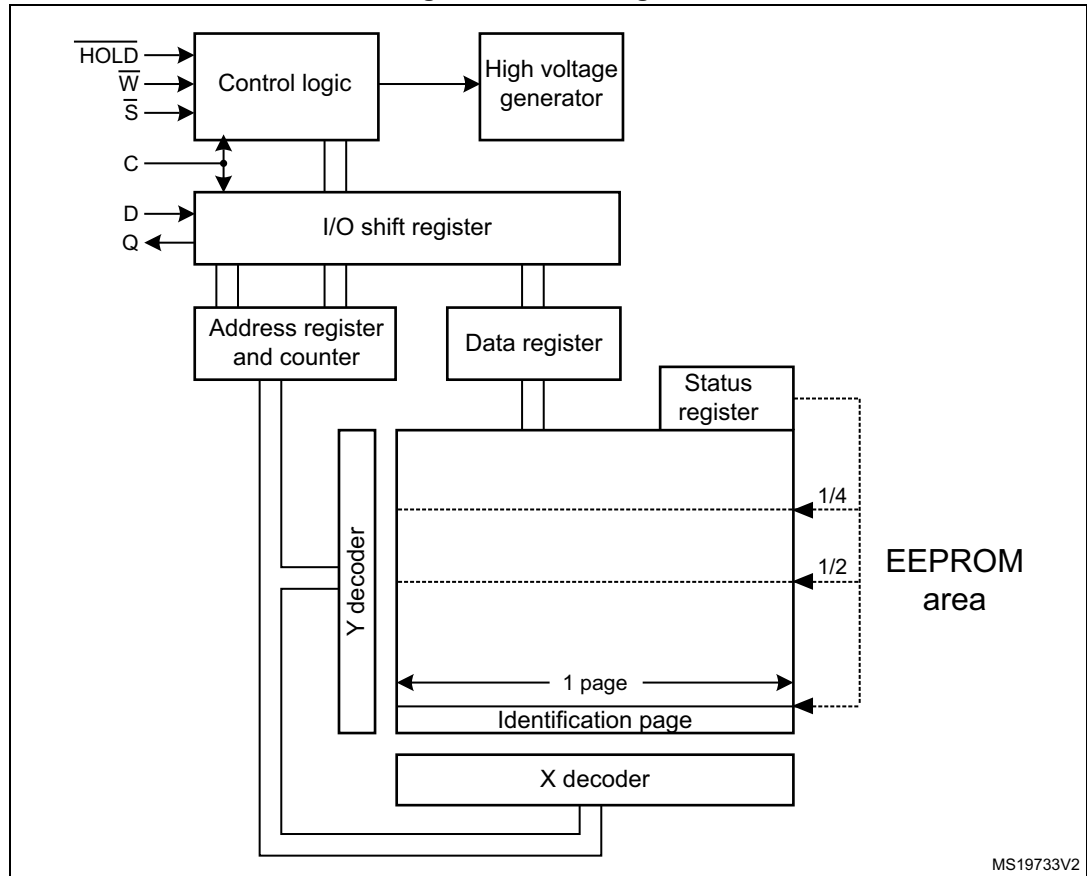 HOLD
W
S
C
D
Q
Control logic
High voltage
generator
I/O shift register
Address register
and counter
Data register
Status
register
1/4
1/2
EEPROM
area
Y decoder
1 page
Identification page
X decoder
MS19733V2